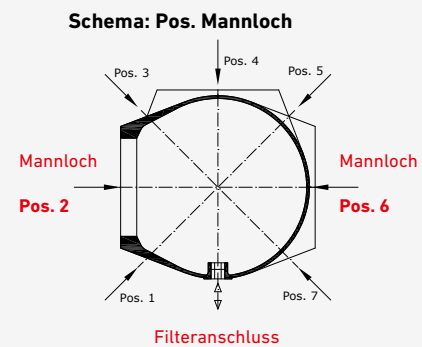 Schema: Pos. Mannloch
Pos. 4
Pos. 3
Pos. 5
Mannloch
Mannloch
Pos. 2
Pos. 6
Pos. 1
Pos. 7
Filteranschluss